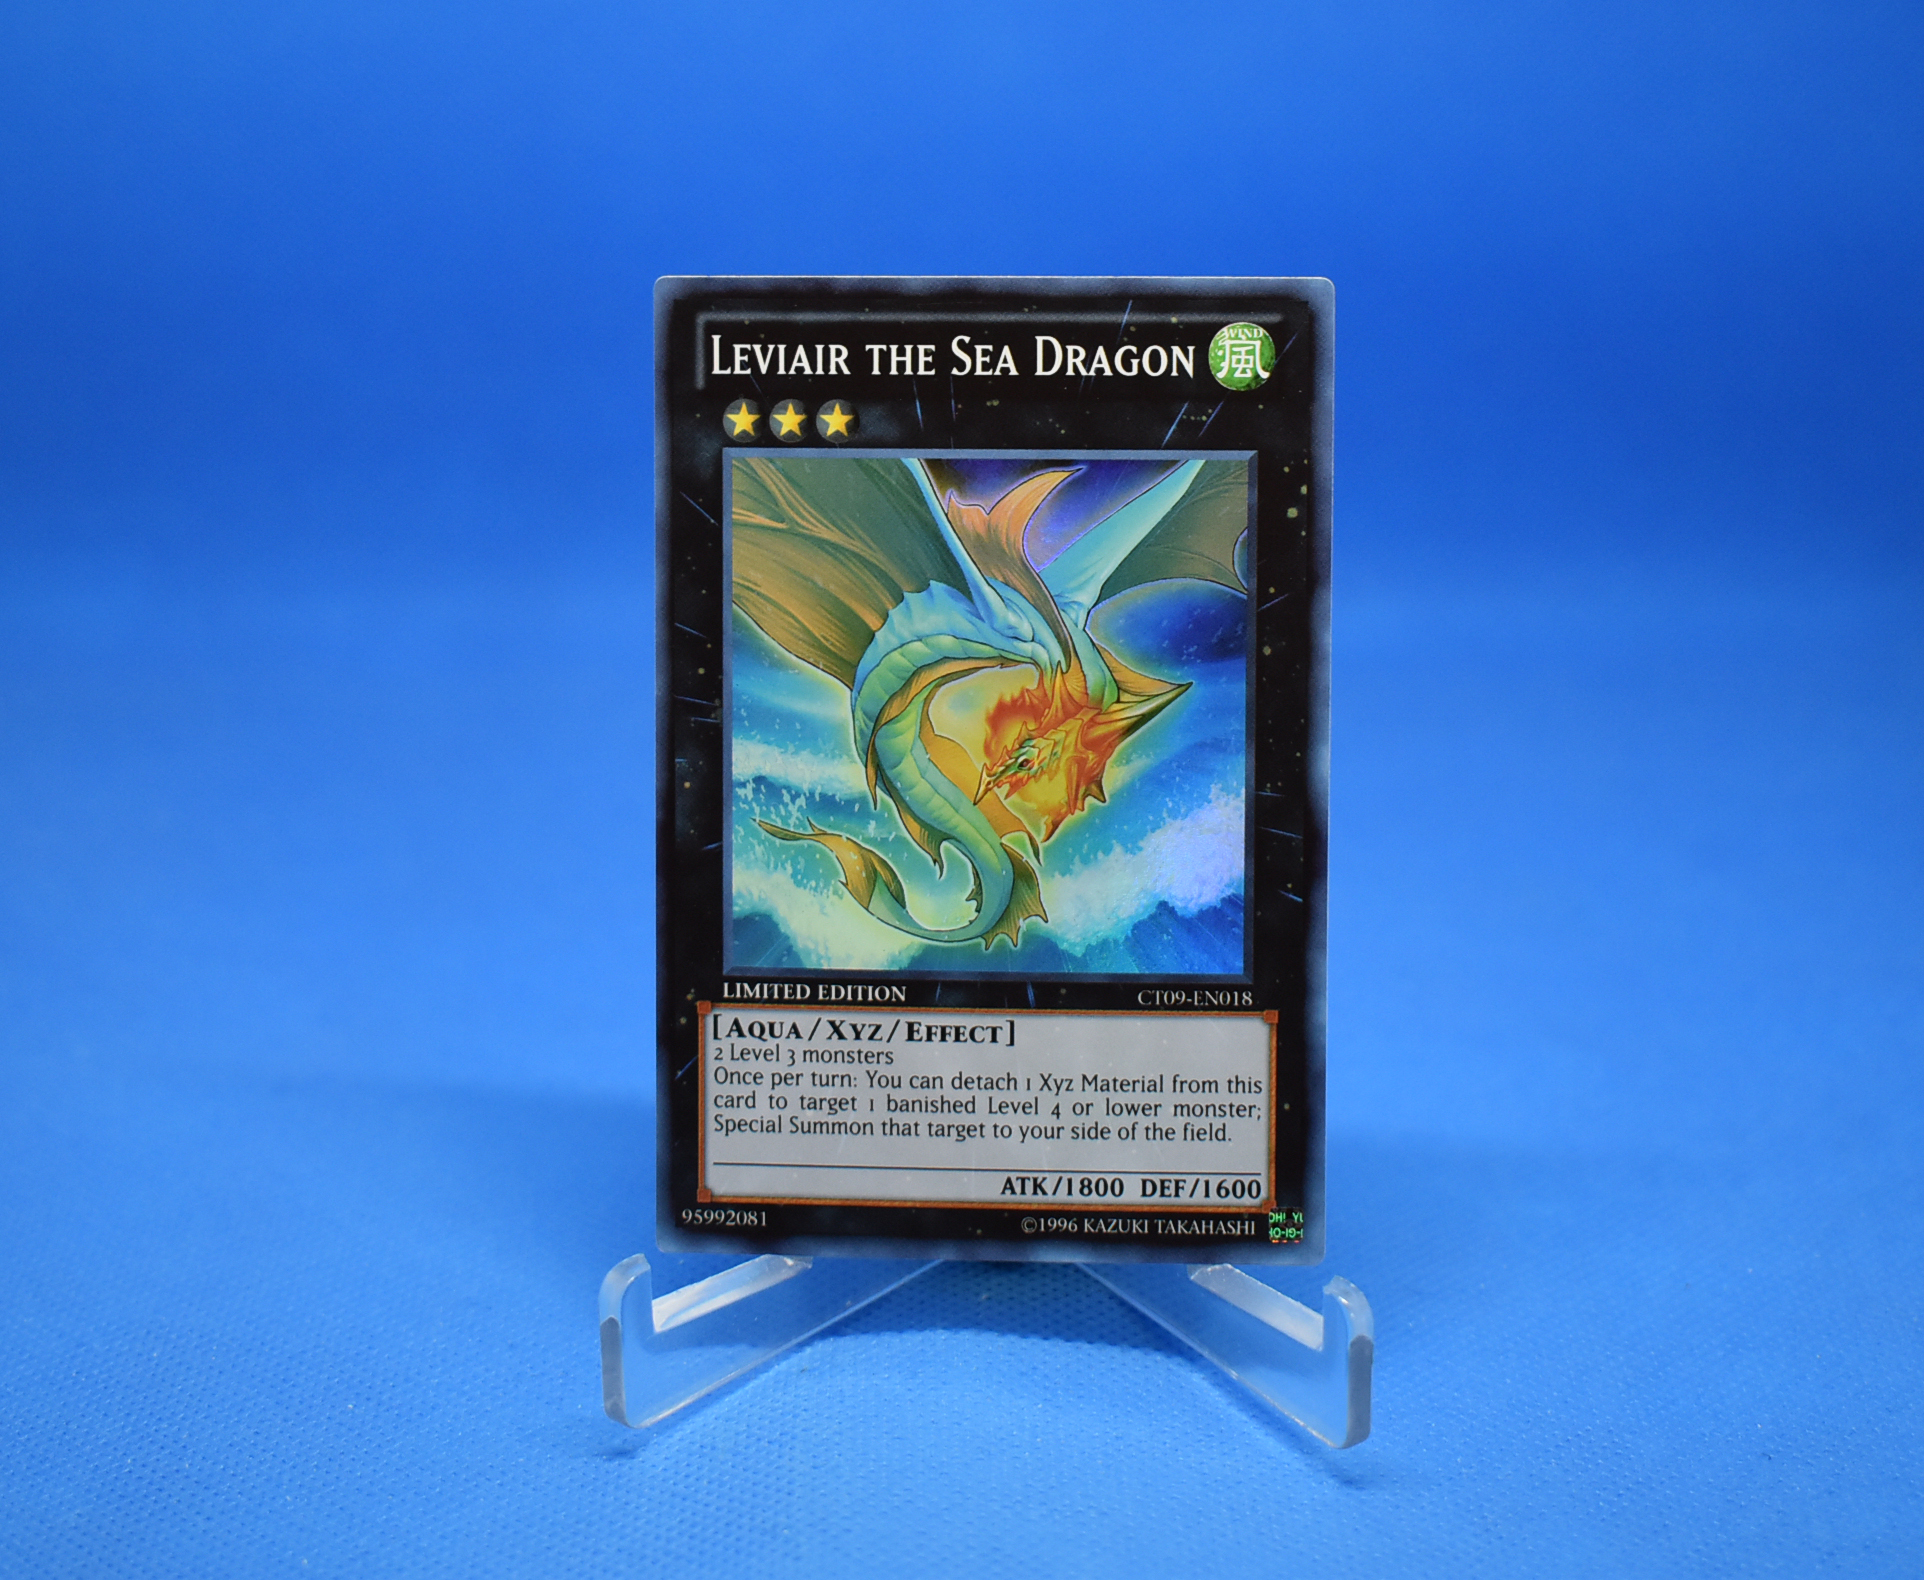 Leviair the Sea Dragon
WIND
風
LIMITED EDITION CT09-EN018
[Aqua/Xyz/Effect]
2 Level 3 monsters
Once per turn: You can detach 1 Xyz Material from this
card to target 1 banished Level 4 or lower monster;
Special Summon that target to your side of the field.
ATK/1800 DEF/1600
95992081 ©1996 KAZUKI TAKAHASHI